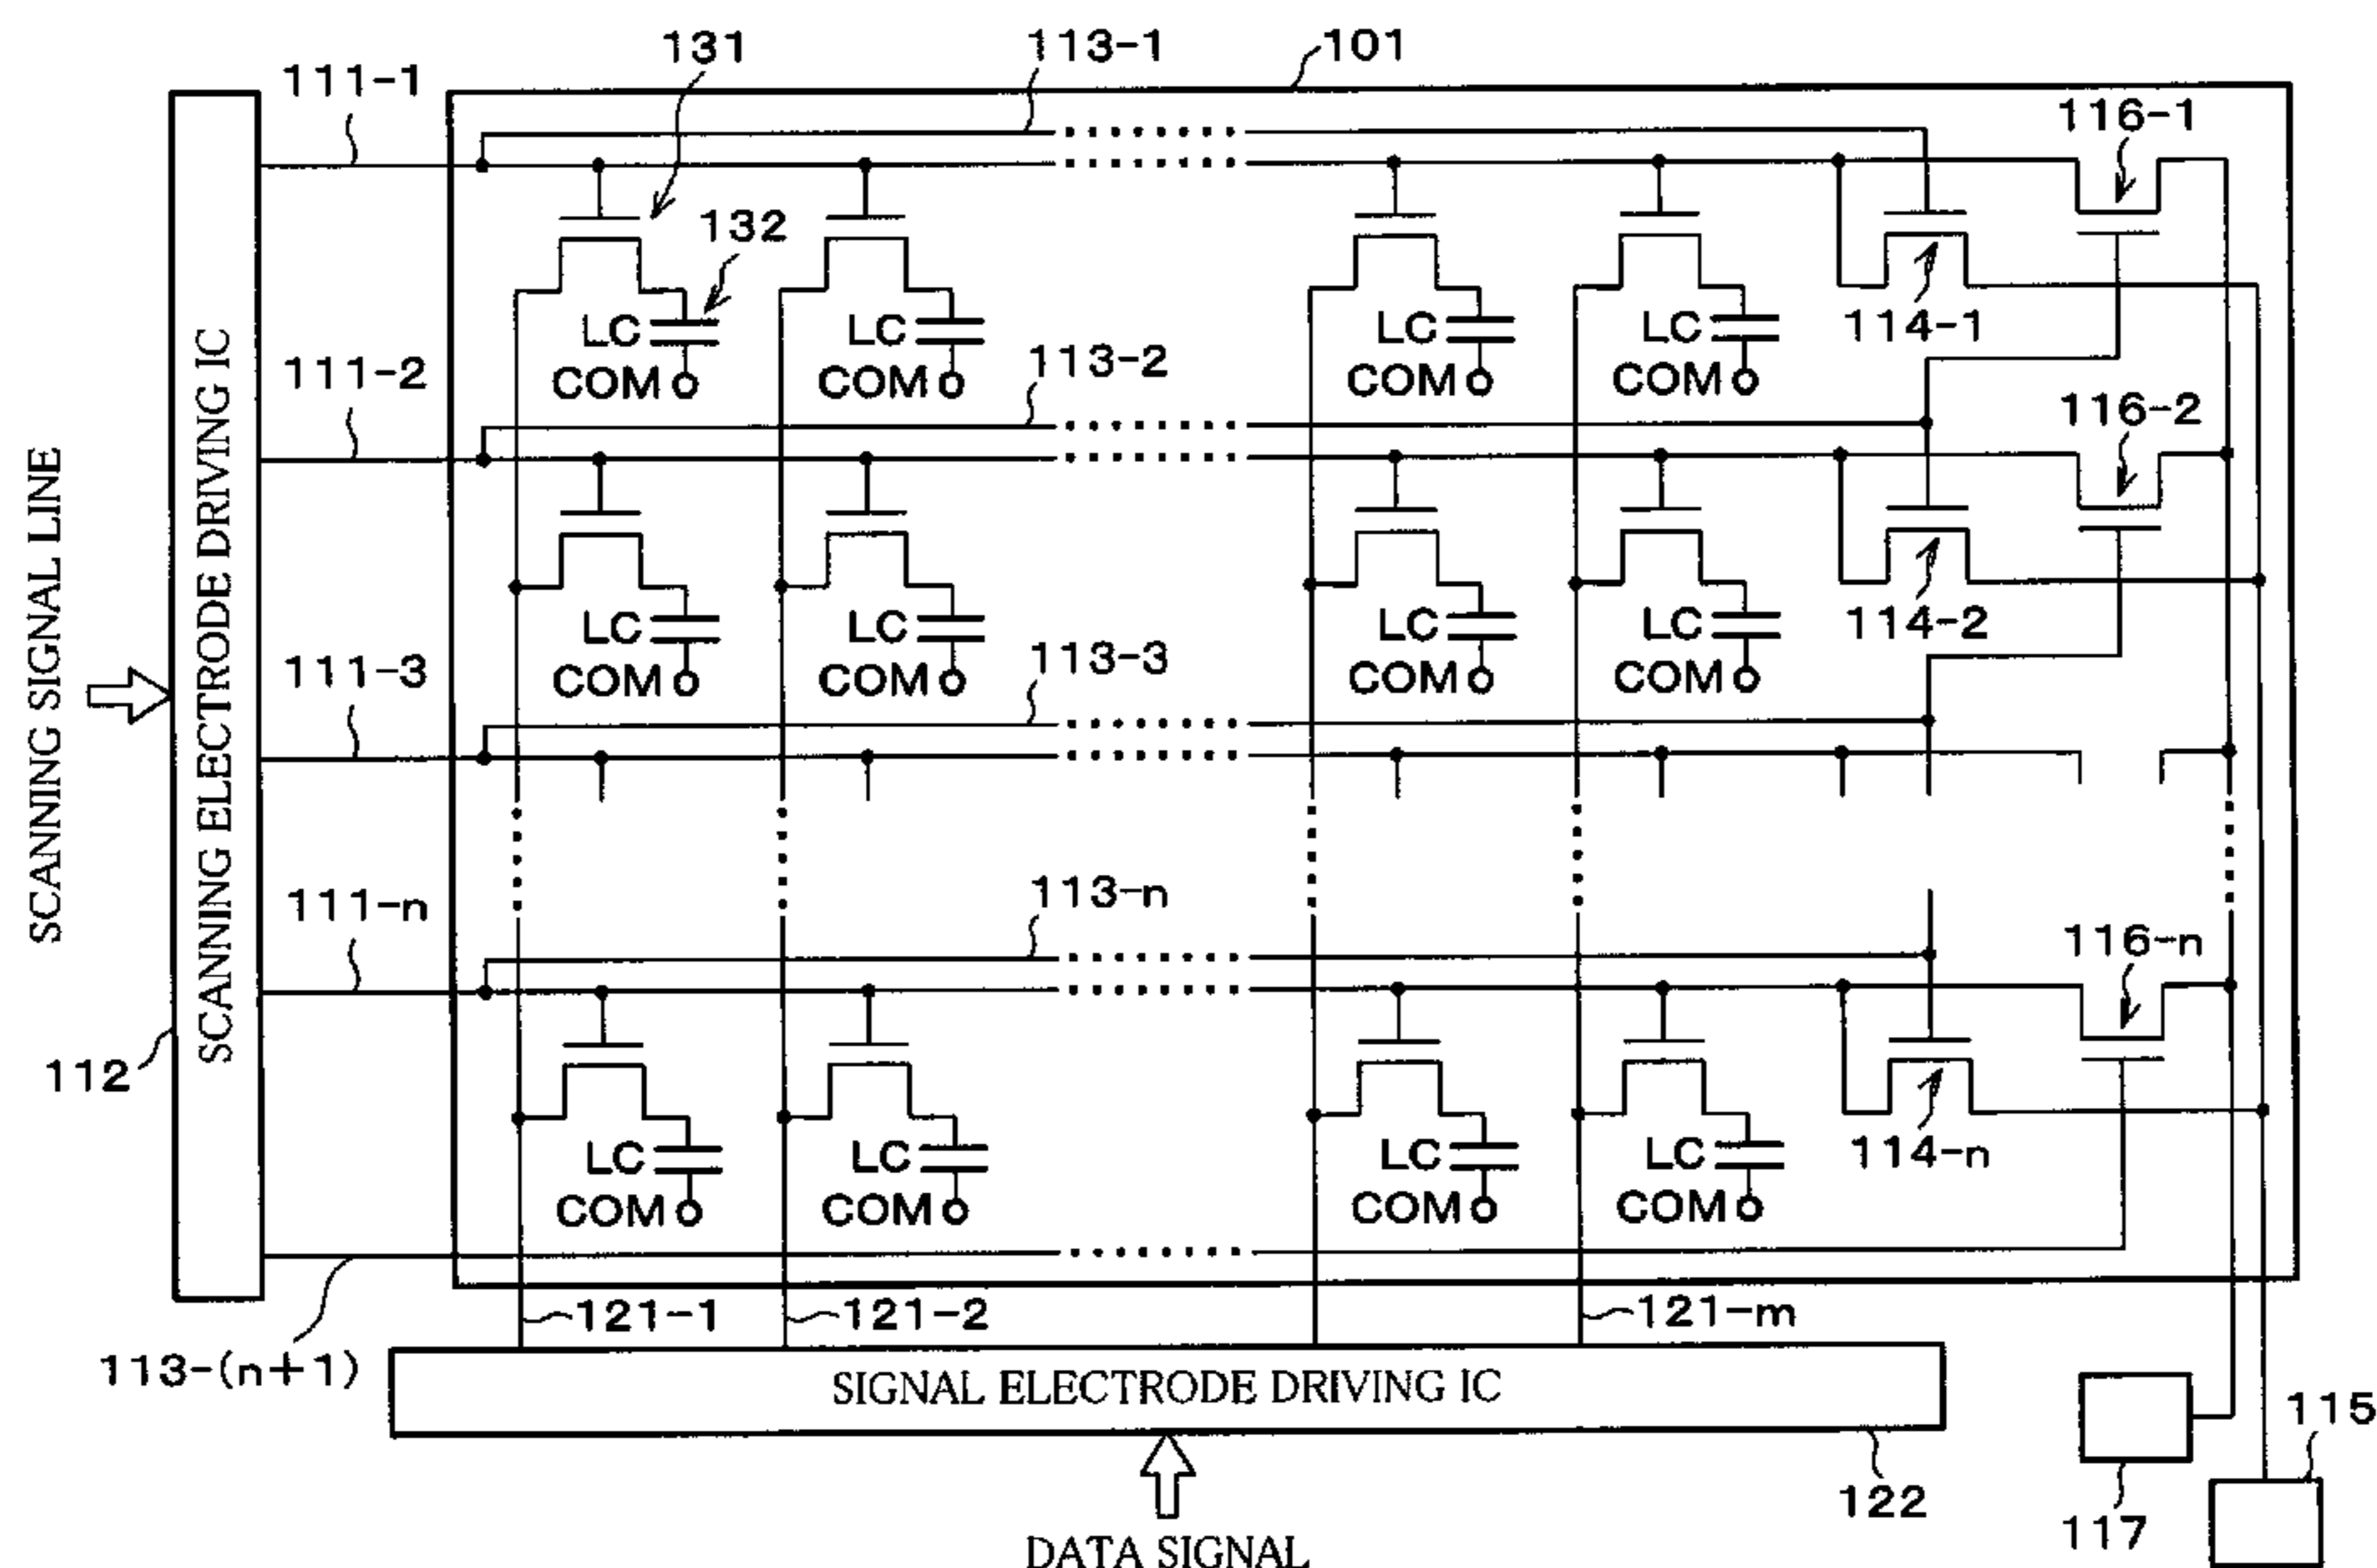 131
113-1
101
111-1
116-1
132
LC
LC
LC
LC
114-1
COM
COM
COM
COM
111-2
113-2
116-2
LC
LC
LC
LC
114-2
COM
COM
COM
COM
111-3
113-3
SCANNING SIGNAL LINE
SCANNING ELECTRODE DRIVING IC
111-n
113-n
116-n
112
LC
LC
LC
LC
114-n
COM
COM
COM
COM
121-1
121-2
121-m
113-(n+1)
SIGNAL ELECTRODE DRIVING IC
115
122
117
DATA SIGNAL